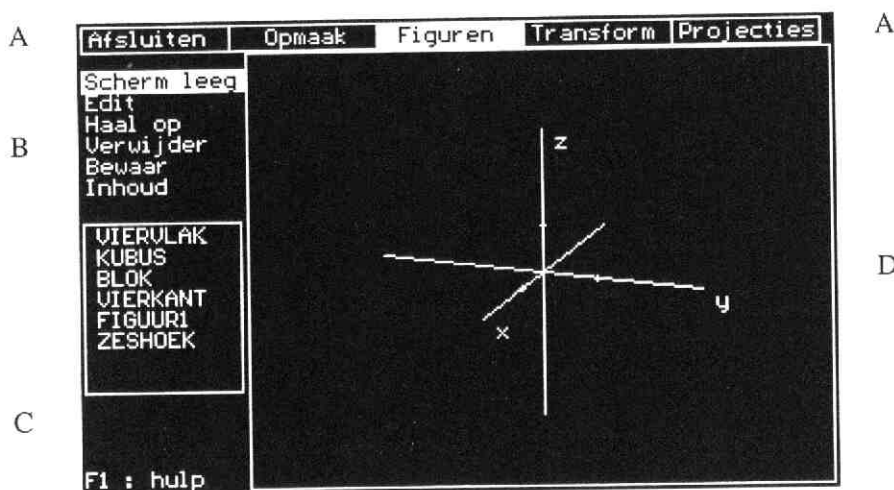 A A
Afsluiten Opmaak Figuren Transform Projecties
Scherm leeg
Edit
Haal op
B
Verwijder
Bewaar
Inhoud
VIERVLAK
KUBUS
BLOK
VIERKANT
FIGUUR1
ZESHOEK
C
F1 : hulp
z
y
x
D